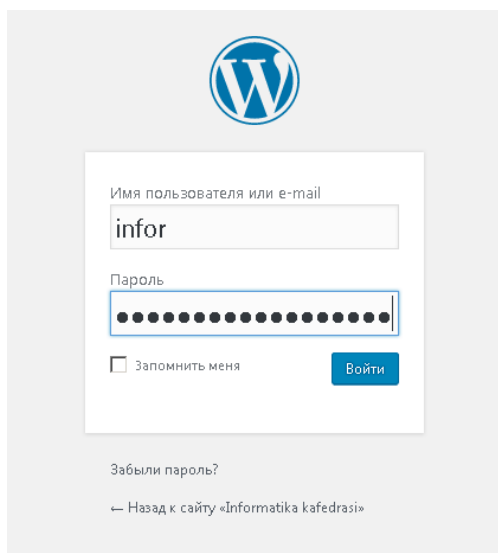 Имя пользователя или e-mail
infor
Пароль
●●●●●●●●●●●●●●●●●●
Запомнить меня
Войти
Забыли пароль?
← Назад к сайту «Informatika kafedrasi»